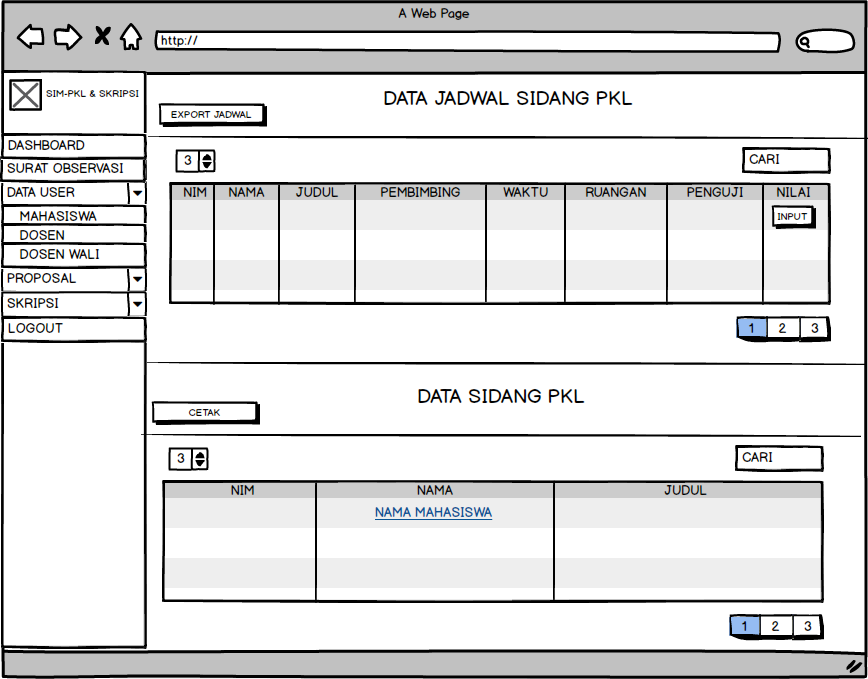 A Web Page
http://
SIM-PKL & SKRIPSI
DASHBOARD
SURAT OBSERVASI
DATA USER
MAHASISWA
DOSEN
DOSEN WALI
PROPOSAL
SKRIPSI
LOGOUT
DATA JADWAL SIDANG PKL
EXPORT JADWAL
3
CARI
NIM NAMA JUDUL PEMBIMBING WAKTU RUANGAN PENGUJI NILAI
INPUT
1 2 3
DATA SIDANG PKL
CETAK
3
CARI
NIM NAMA JUDUL
NAMA MAHASISWA
1 2 3